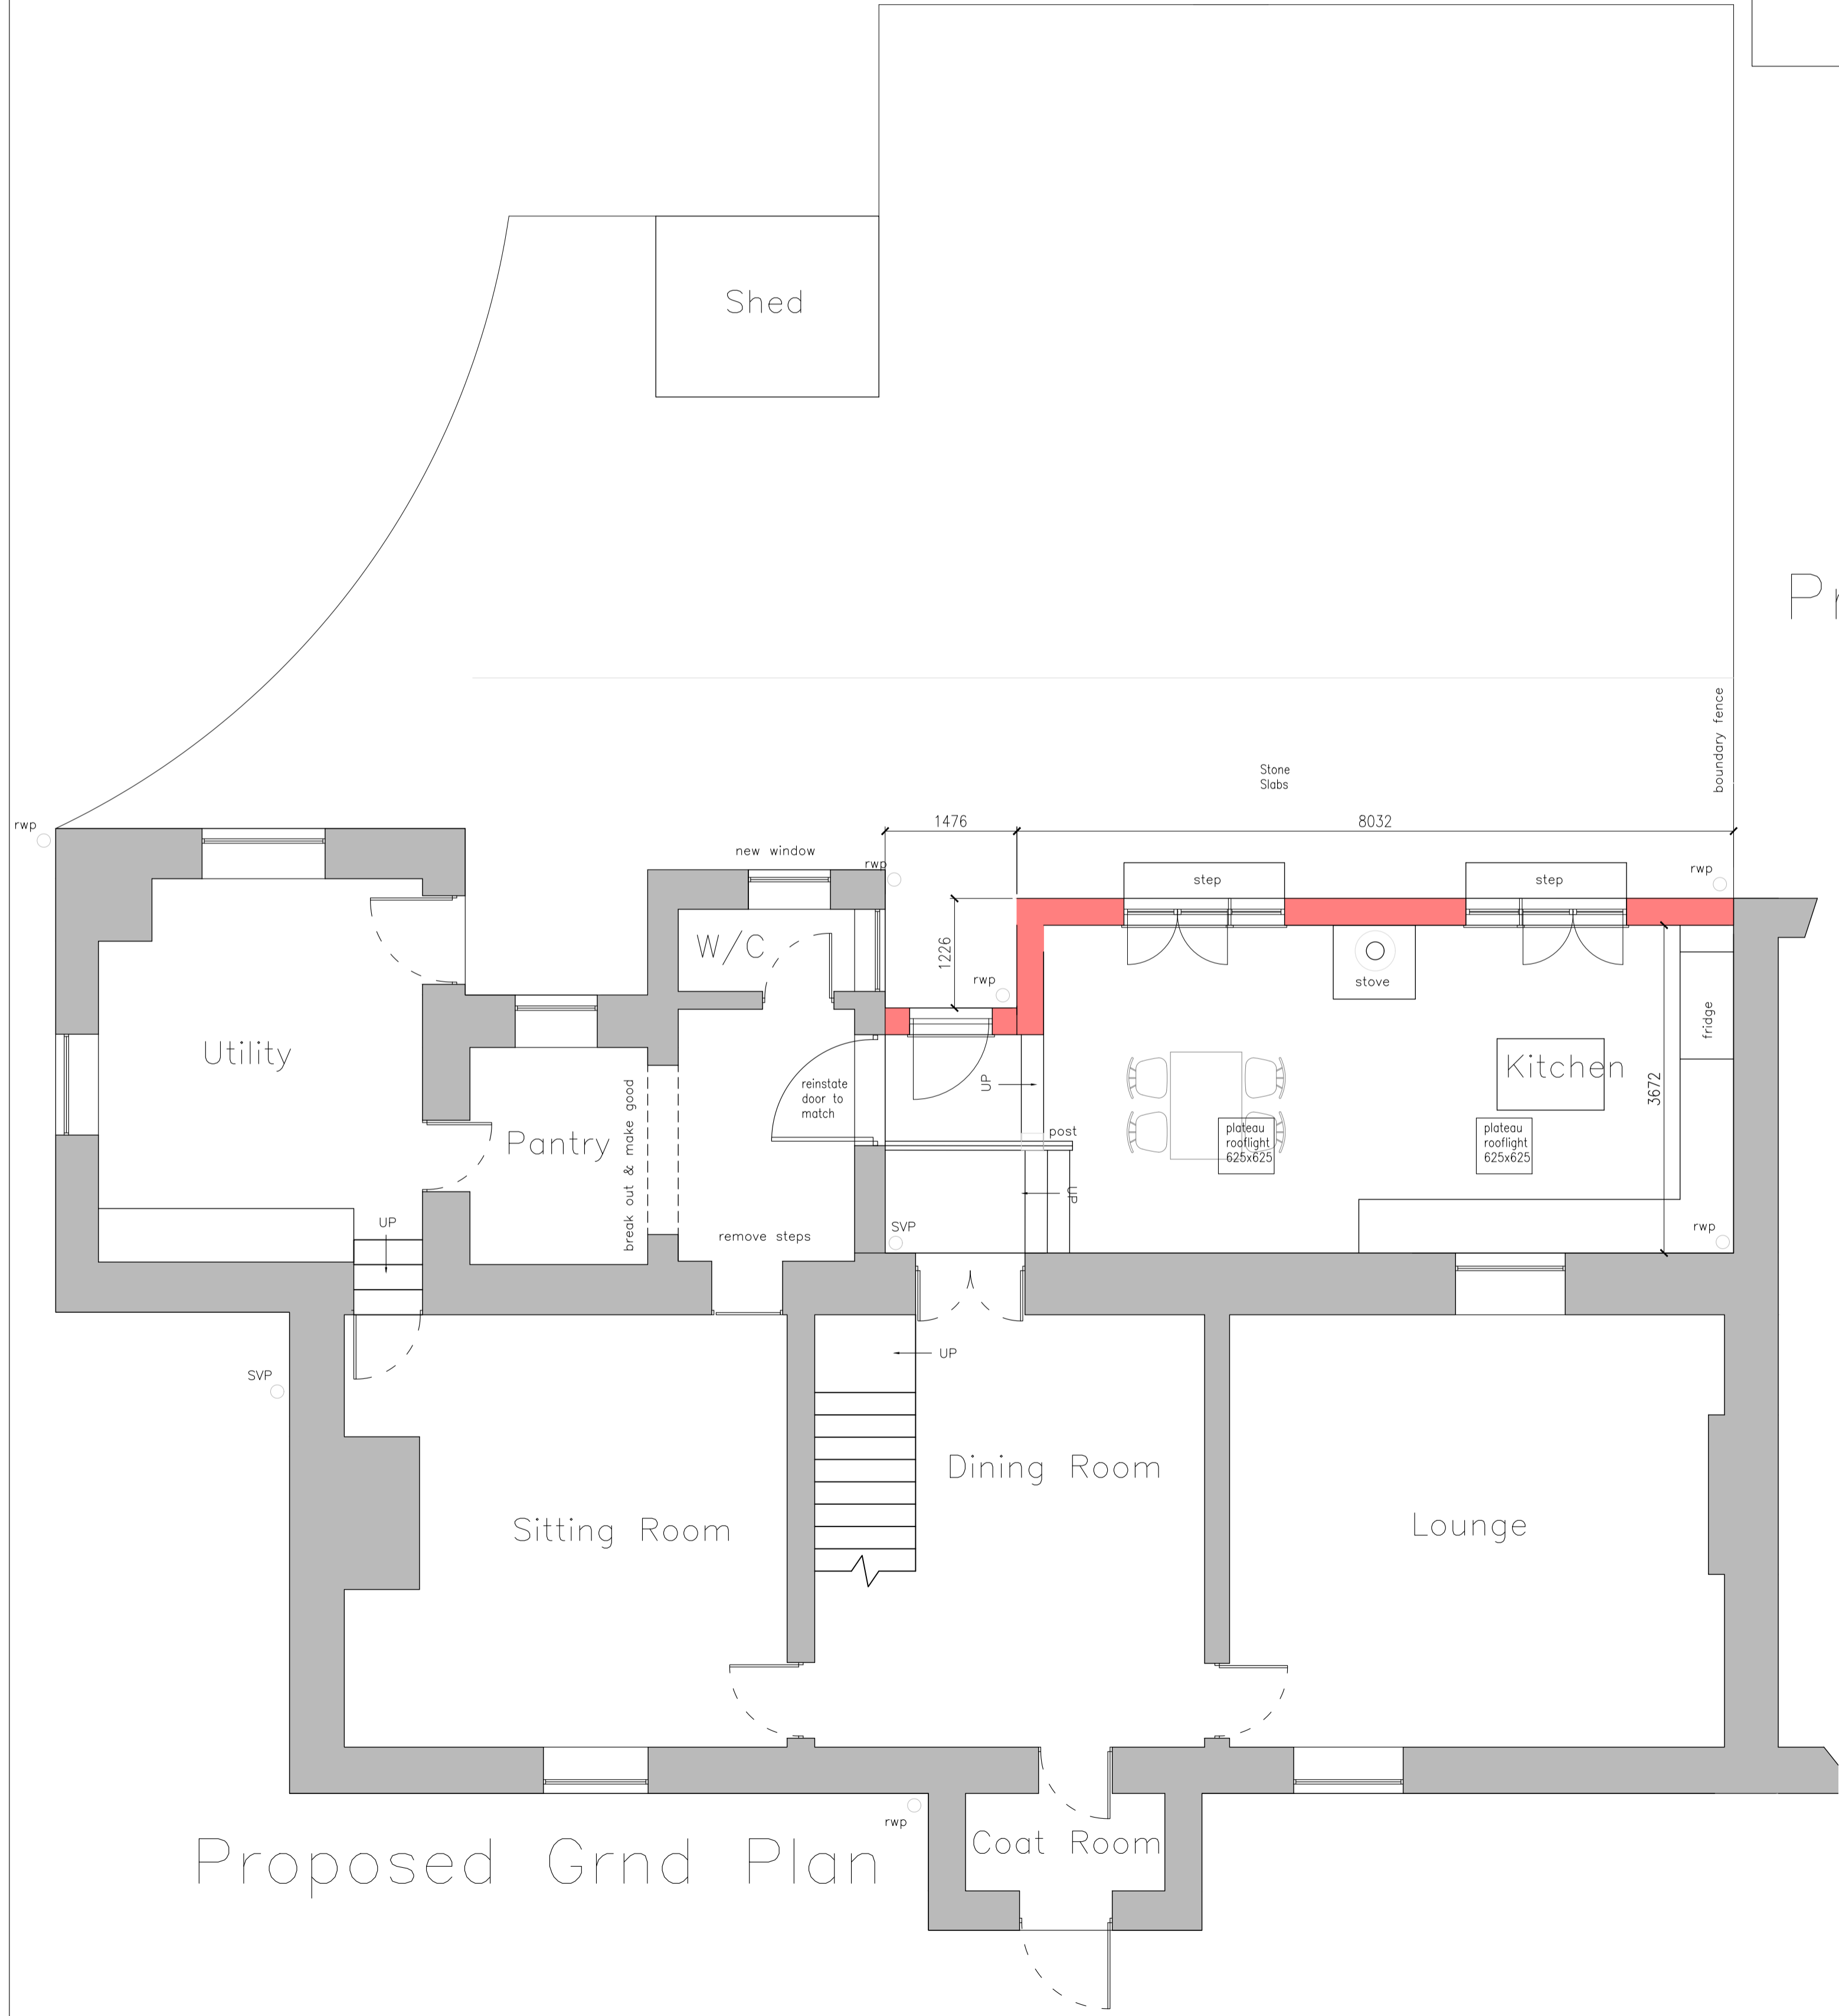 Shed
Pr
boundary fence
Stone
Slabs
rwp
1476
8032
new window
rwp
step
step
rwp
W/C
1226
rwp
stove
fridge
Utility
Kitchen
3672
UP
reinstate
door to
match
break out & make good
Pantry
post
plateau
rooflight
625x625
plateau
rooflight
625x625
UP
UP
remove steps
SVP
rwp
UP
SVP
Dining Room
Sitting Room
Lounge
rwp
Coat Room
Proposed Grnd Plan